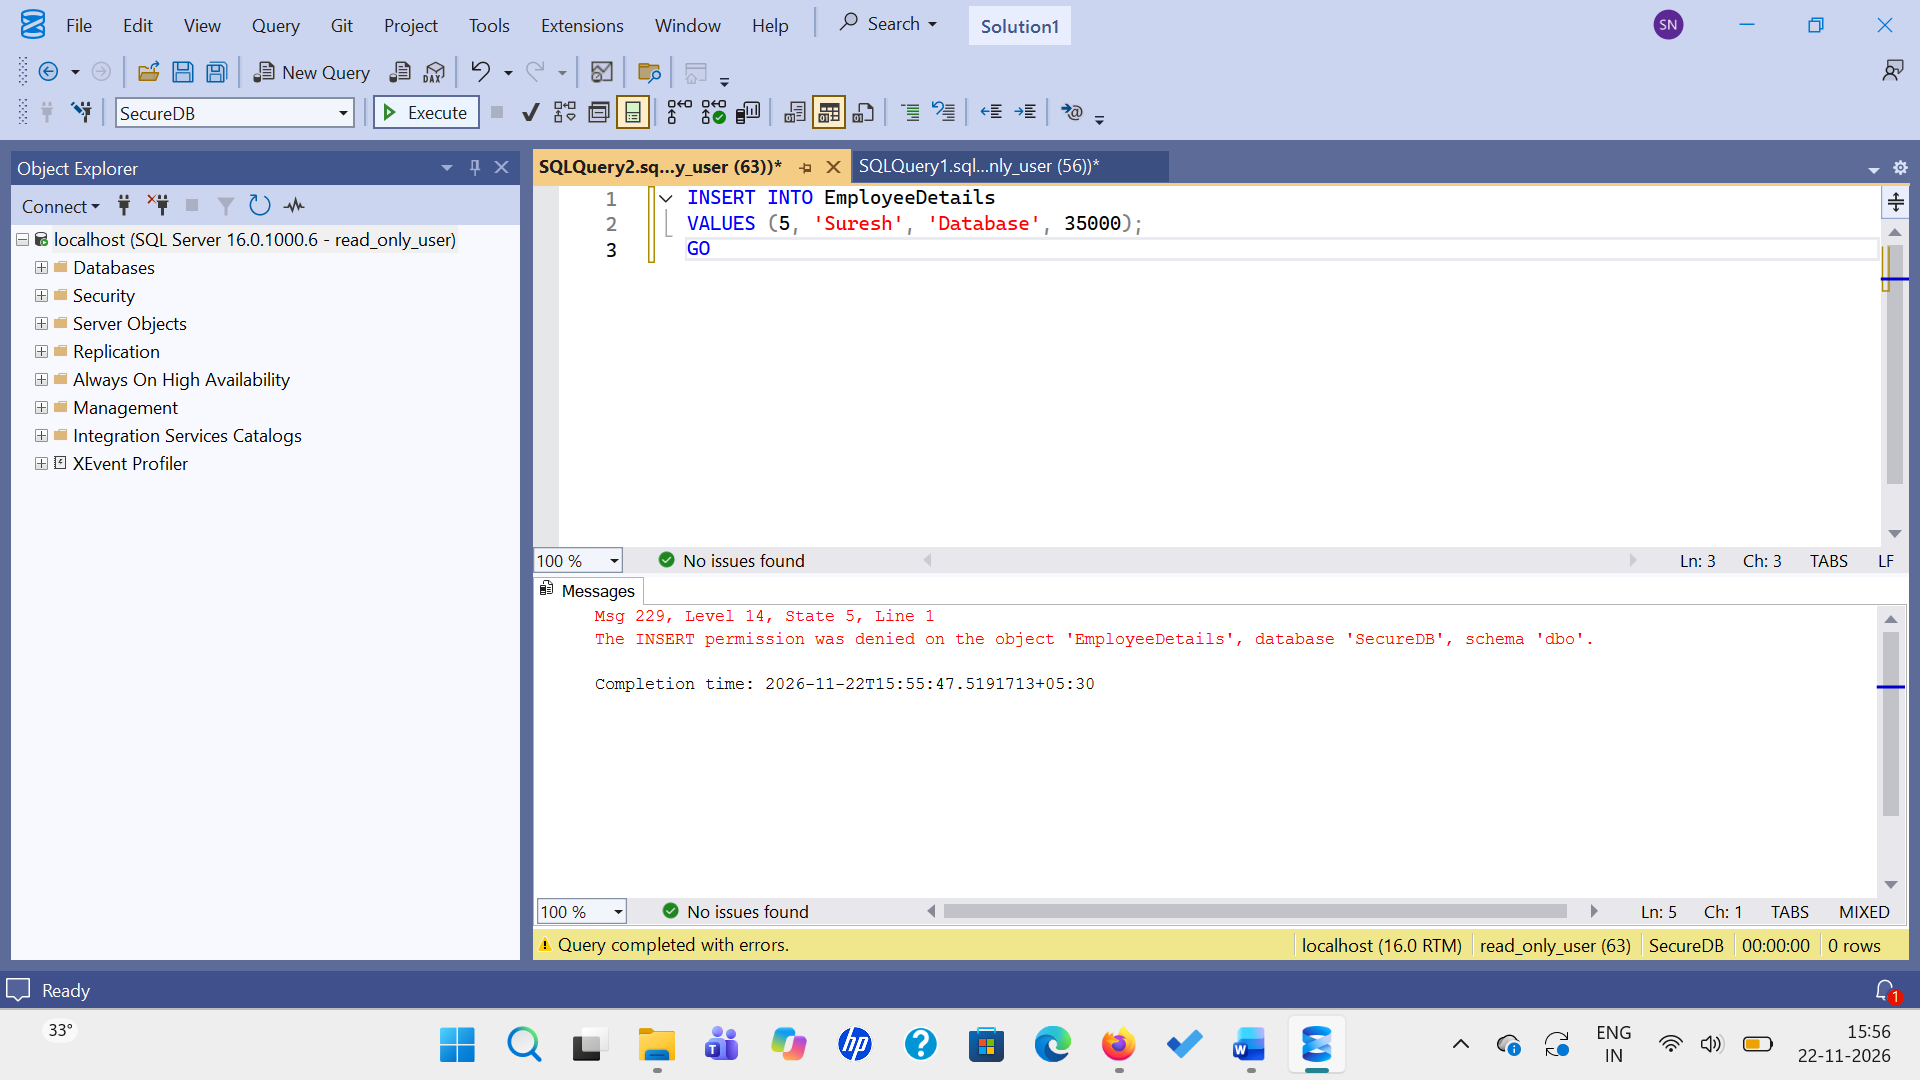 File Edit View Query Git Project Tools Extensions Window Help Search Solution1 SN
New Query DAX
SecureDB Execute
Object Explorer
Connect
localhost (SQL Server 16.0.1000.6 - read_only_user)
Databases
Security
Server Objects
Replication
Always On High Availability
Management
Integration Services Catalogs
XEvent Profiler
SQLQuery2.sq...y_user (63))* SQLQuery1.sql...nly_user (56))*
1 INSERT INTO EmployeeDetails
2 VALUES (5, 'Suresh', 'Database', 35000);
3 GO
100 % No issues found Ln: 3 Ch: 3 TABS LF
Messages
Msg 229, Level 14, State 5, Line 1
The INSERT permission was denied on the object 'EmployeeDetails', database 'SecureDB', schema 'dbo'.
Completion time: 2026-11-22T15:55:47.5191713+05:30
100 % No issues found Ln: 5 Ch: 1 TABS MIXED
Query completed with errors. localhost (16.0 RTM) read_only_user (63) SecureDB 00:00:00 0 rows
Ready 1
33° T hp W ENG 15:56
IN 22-11-2026